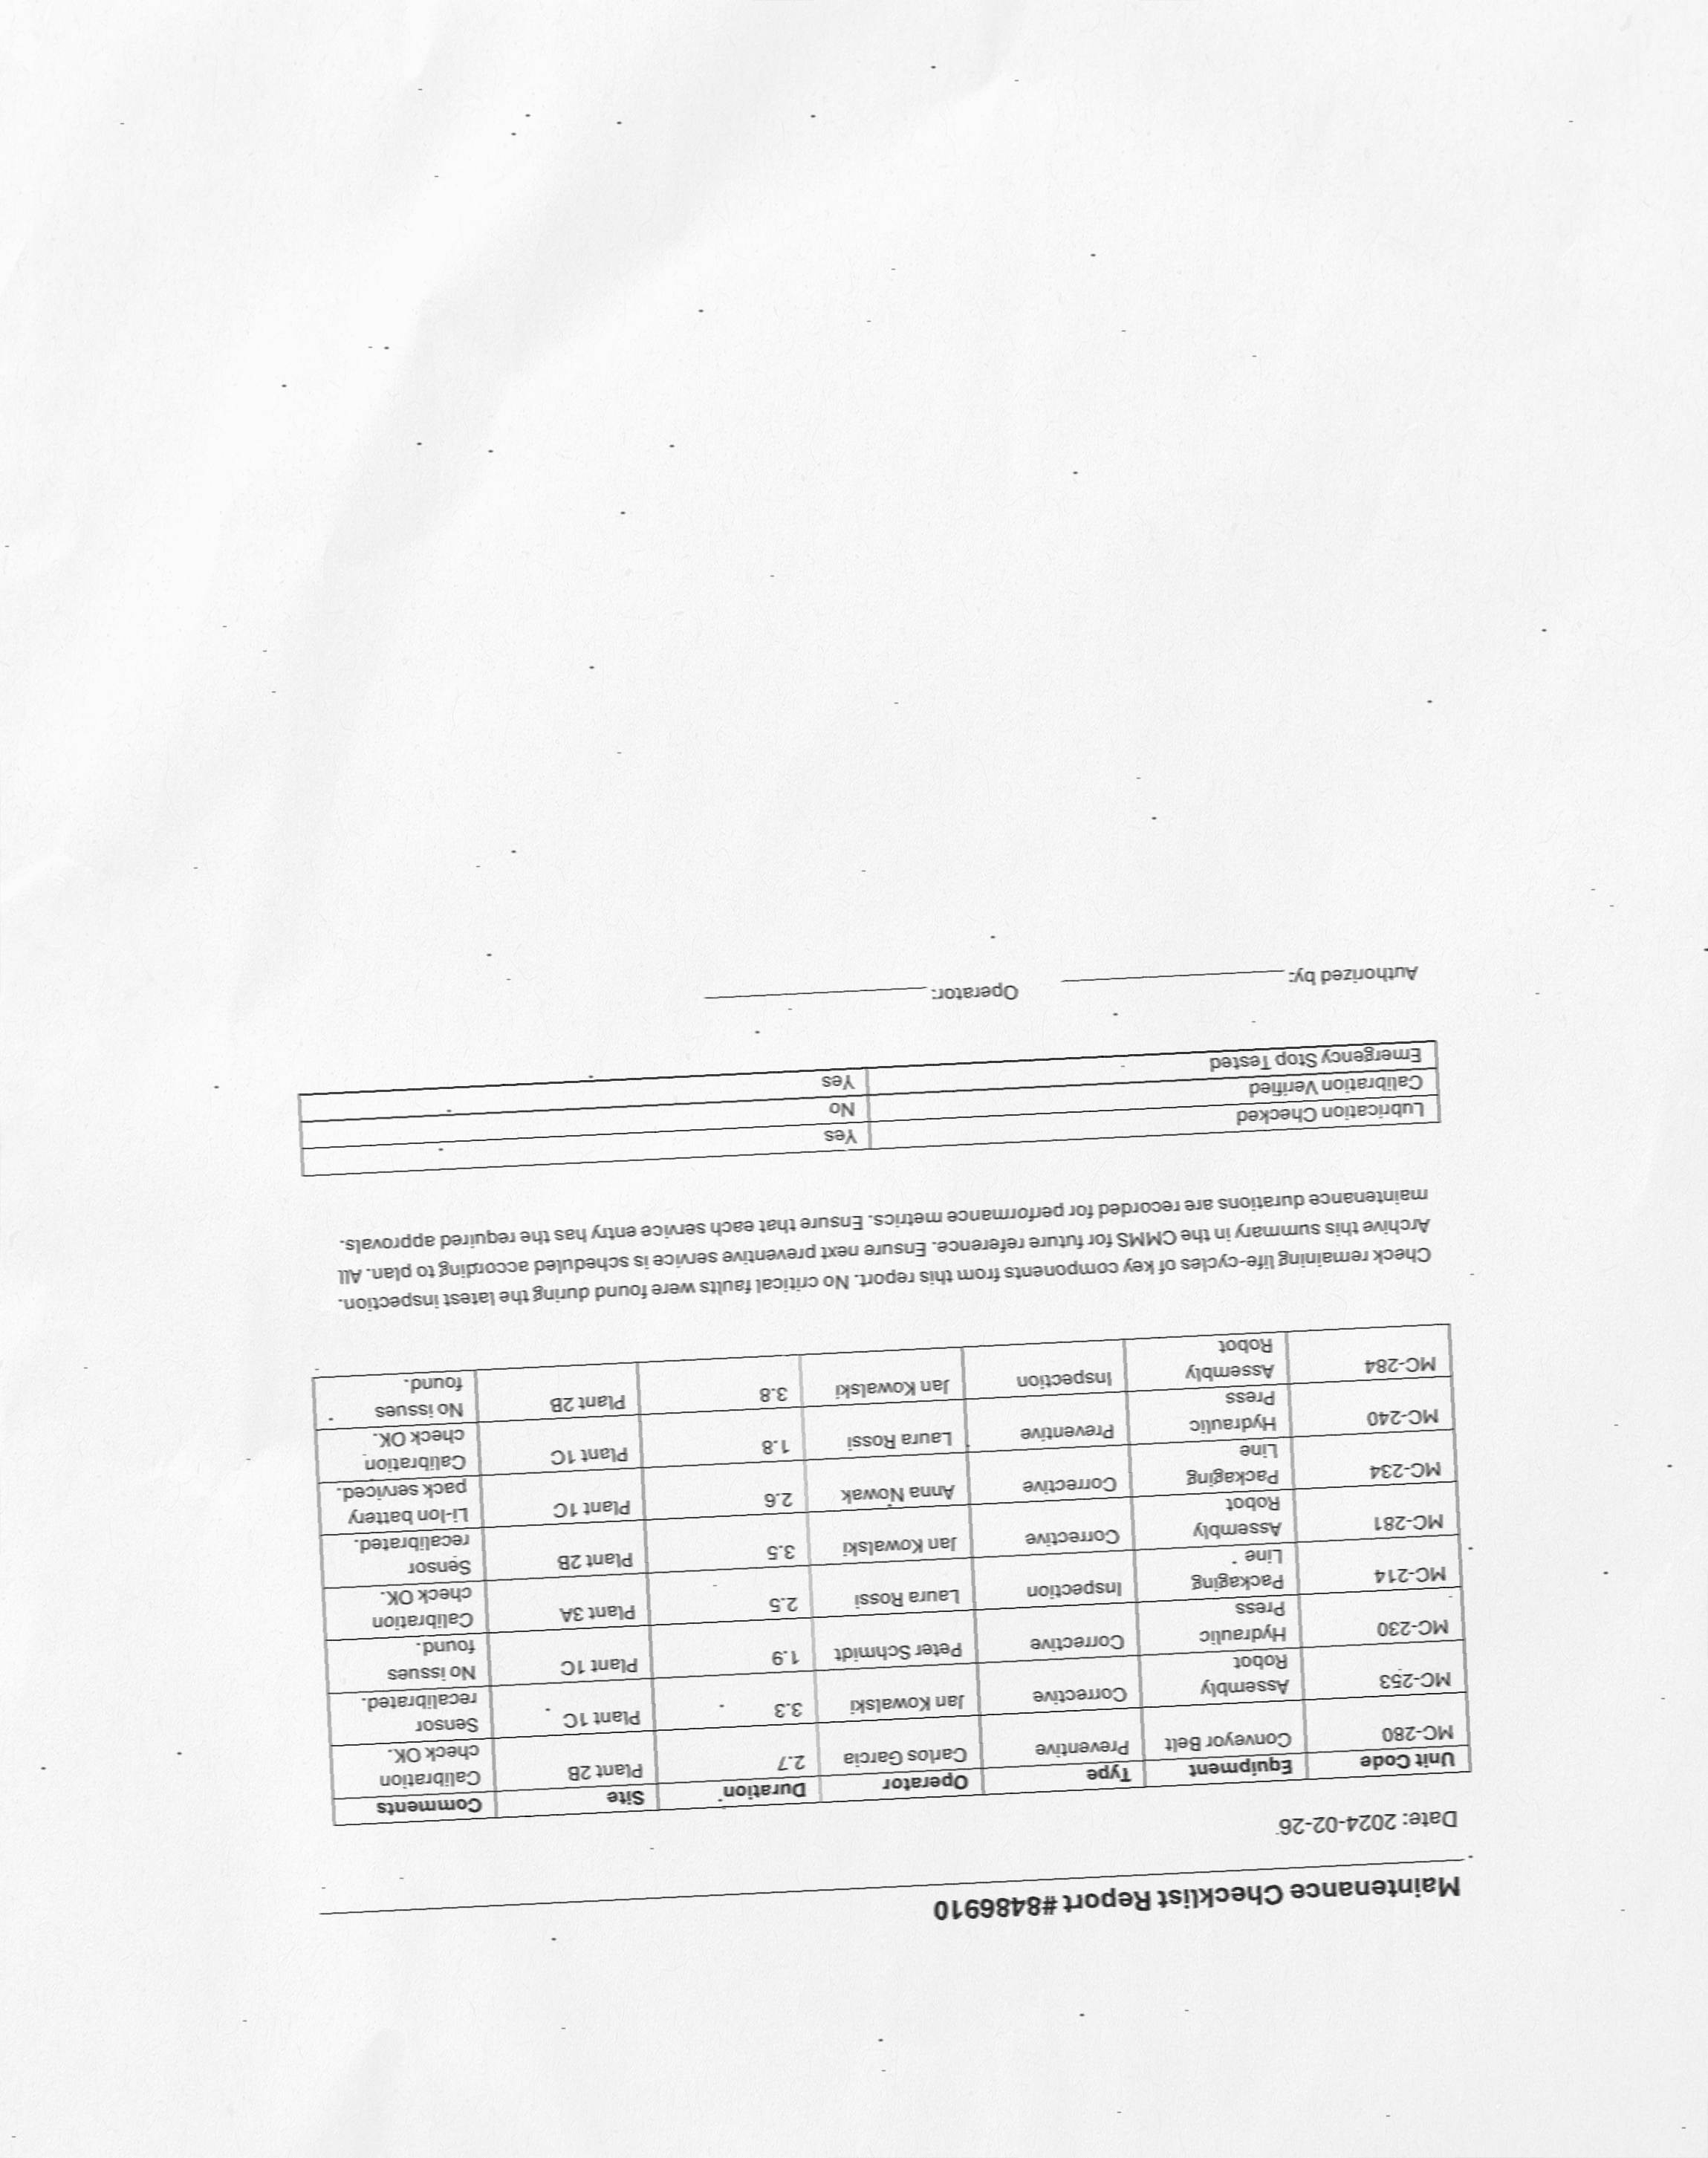 Maintenance Checklist Report #8486910
Date: 2024-02-26
Unit Code Equipment Type Operator Duration Site Comments
MC-280 Conveyor Belt Preventive Carlos Garcia 2.7 Plant 2B Calibration check OK.
MC-253 Assembly Robot Corrective Jan Kowalski 3.3 Plant 1C Sensor recalibrated.
MC-230 Hydraulic Press Corrective Peter Schmidt 1.9 Plant 1C No issues found.
MC-214 Packaging Line Inspection Laura Rossi 2.5 Plant 3A Calibration check OK.
MC-281 Assembly Robot Corrective Jan Kowalski 3.5 Plant 2B Sensor recalibrated.
MC-234 Packaging Line Corrective Anna Nowak 2.6 Plant 1C Li-Ion battery pack serviced.
MC-240 Hydraulic Press Preventive Laura Rossi 1.8 Plant 1C Calibration check OK.
MC-284 Assembly Robot Inspection Jan Kowalski 3.8 Plant 2B No issues found.
Check remaining life-cycles of key components from this report. No critical faults were found during the latest inspection.
Archive this summary in the CMMS for future reference. Ensure next preventive service is scheduled according to plan. All
maintenance durations are recorded for performance metrics. Ensure that each service entry has the required approvals.
Lubrication Checked Yes
Calibration Verified No
Emergency Stop Tested Yes
Authorized by: ____________________ Operator: ____________________